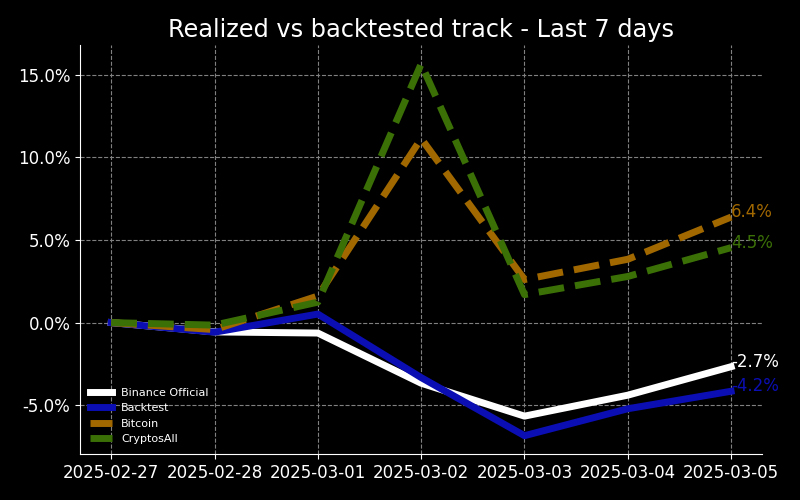 Realized vs backtested track - Last 7 days
15.0%
10.0%
5.0%
0.0%
-5.0%
6.4%
4.5%
-2.7%
-4.2%
Binance Official
Backtest
Bitcoin
CryptosAll
2025-02-27 2025-02-28 2025-03-01 2025-03-02 2025-03-03 2025-03-04 2025-03-05